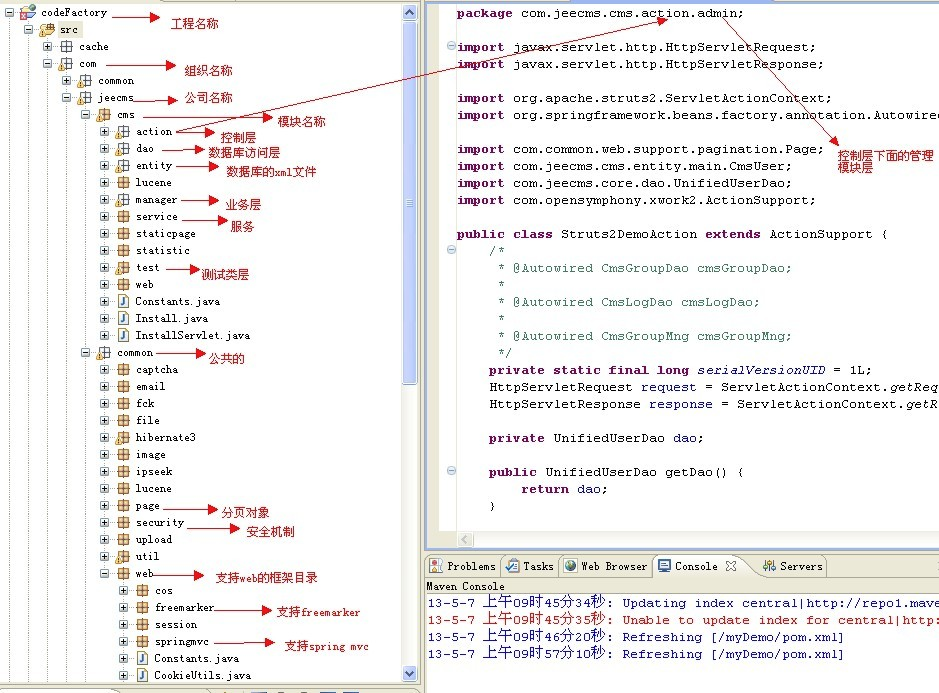 codeFactory
工程名称
src
cache
com
组织名称
common
jeecms
公司名称
cms
模块名称
action
控制层
dao
数据库访问层
entity
数据库的xml文件
lucene
manager
业务层
service
服务
staticpage
statistic
test
测试类层
web
Constants.java
Install.java
InstallServlet.java
common
公共的
captcha
email
fck
file
hibernate3
image
ipseek
lucene
page
分页对象
security
安全机制
upload
util
web
支持web的框架目录
cos
freemarker
支持freemarker
session
springmvc
支持spring mvc
Constants.java
CookieUtils.java
package com.jeecms.cms.action.admin;
import javax.servlet.http.HttpServletRequest;
import javax.servlet.http.HttpServletResponse;
import org.apache.struts2.ServletActionContext;
import org.springframework.beans.factory.annotation.Autowired
import com.common.web.support.pagination.Page;
import com.jeecms.cms.entity.main.CmsUser;
import com.jeecms.core.dao.UnifiedUserDao;
import com.opensymphony.xwork2.ActionSupport;
控制层下面的管理
模块层
public class Struts2DemoAction extends ActionSupport {
/*
* @Autowired CmsGroupDao cmsGroupDao;
*
* @Autowired CmsLogDao cmsLogDao;
*
* @Autowired CmsGroupMng cmsGroupMng;
*/
private static final long serialVersionUID = 1L;
HttpServletRequest request = ServletActionContext.getReq
HttpServletResponse response = ServletActionContext.getR
private UnifiedUserDao dao;
public UnifiedUserDao getDao() {
return dao;
}
Problems Tasks Web Browser Console Servers
Maven Console
13-5-7 上午09时45分34秒: Updating index central|http://repo1.mave
13-5-7 上午09时45分35秒: Unable to update index for central|http:
13-5-7 上午09时46分20秒: Refreshing [/myDemo/pom.xml]
13-5-7 上午09时57分10秒: Refreshing [/myDemo/pom.xml]